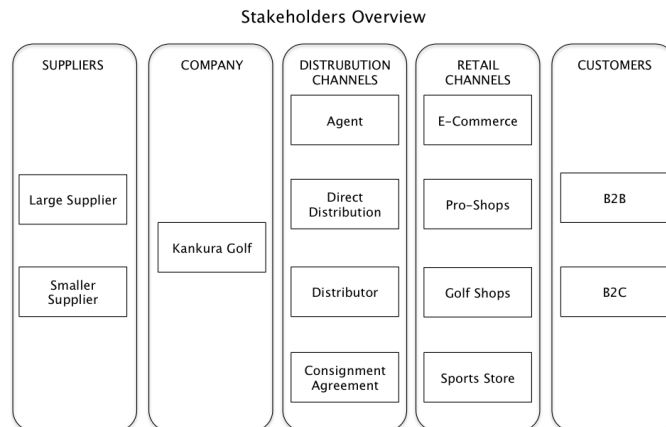 Stakeholders Overview
SUPPLIERS
Large Supplier
Smaller
Supplier
COMPANY
Kankura Golf
DISTRUBUTION
CHANNELS
Agent
Direct
Distribution
Distributor
Consignment
Agreement
RETAIL
CHANNELS
E-Commerce
Pro-Shops
Golf Shops
Sports Store
CUSTOMERS
B2B
B2C